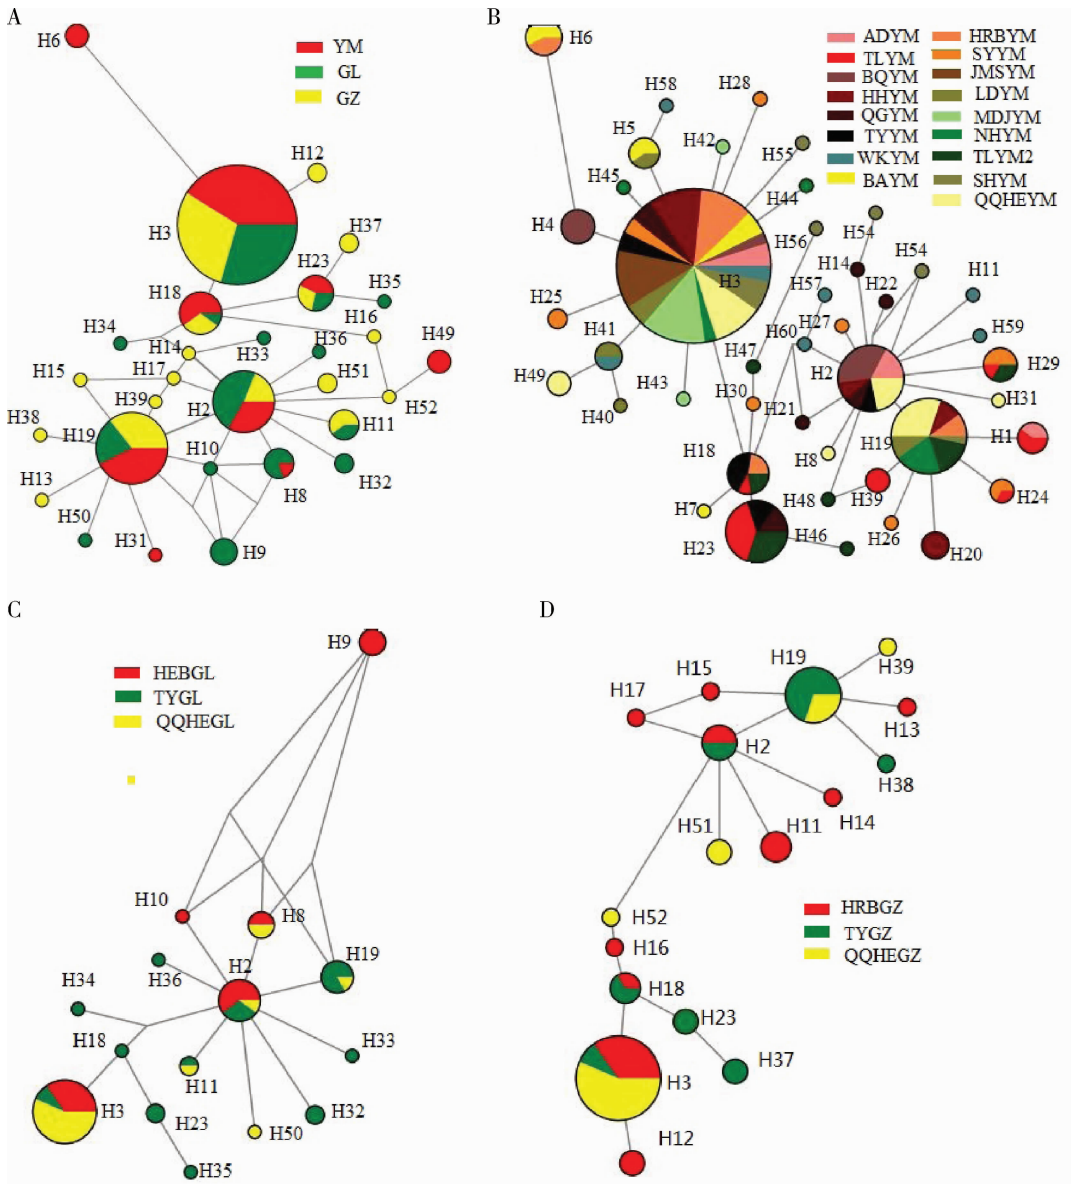 A
H6
YM
GL
GZ
H12
H3
H37
H23
H35
H18
H16
H34
H33
H36
H49
H14
H15
H17
H51
H39
H2
H52
H38
H11
H19
H10
H32
H13
H8
H50
H31
H9
B
H6
ADYM
TLYM
BQYM
HHYM
QGYM
TYYM
WKYM
BAYM
HRBYM
SYYM
JMSYM
LDYM
MDJYM
NHYM
TLYM2
SHYM
QQHEYM
H58
H28
H5
H42
H55
H45
H44
H4
H56
H54
H3
H14
H54
H57
H22
H11
H25
H27
H60
H59
H41
H47
H2
H29
H49
H43
H30
H31
H40
H21
H19
H1
H18
H8
H7
H48
H39
H24
H23
H46
H26
H20
C
H9
HEBGL
TYGL
QQHEGL
H10
H8
H36
H2
H19
H34
H18
H33
H11
H3
H23
H32
H50
H35
D
H19
H39
H15
H17
H13
H2
H38
H51
H11
H14
H52
HRBGZ
TYGZ
QQHEGZ
H16
H18
H23
H37
H3
H12